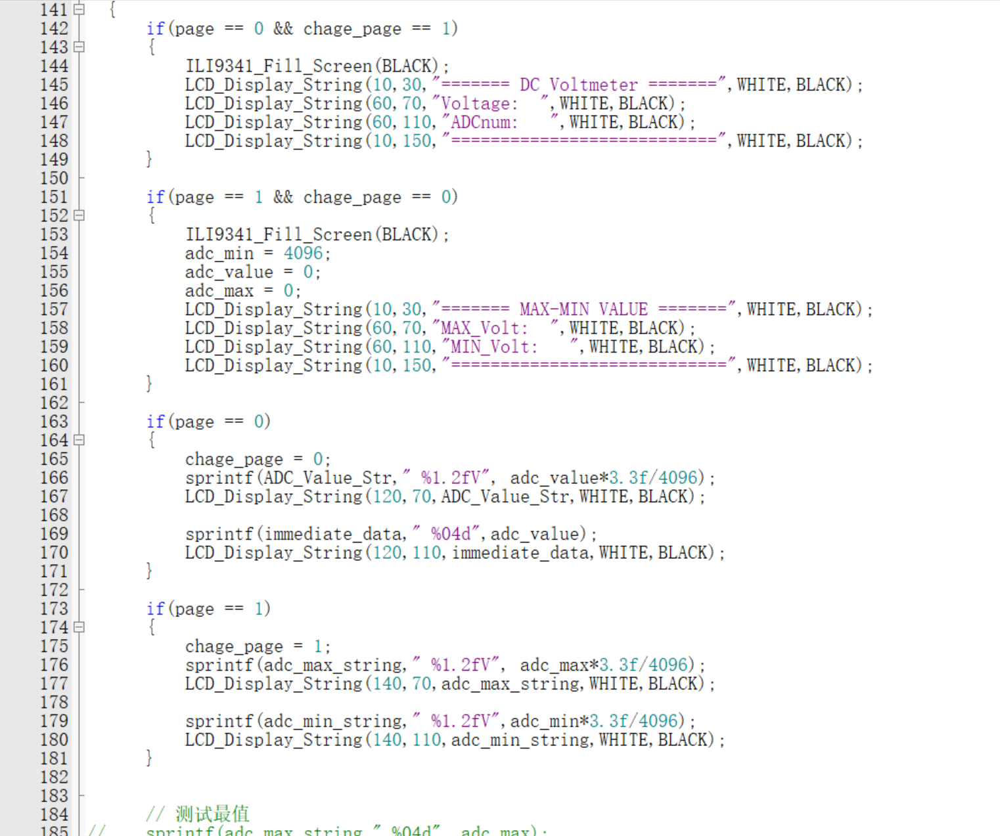 141 {
142 if(page == 0 && chage_page == 1)
143 {
144 ILI9341_Fill_Screen(BLACK);
145 LCD_Display_String(10,30,"======= DC Voltmeter =======",WHITE,BLACK);
146 LCD_Display_String(60,70,"Voltage:  ",WHITE,BLACK);
147 LCD_Display_String(60,110,"ADCnum:   ",WHITE,BLACK);
148 LCD_Display_String(10,150,"===========================",WHITE,BLACK);
149 }
150
151 if(page == 1 && chage_page == 0)
152 {
153 ILI9341_Fill_Screen(BLACK);
154 adc_min = 4096;
155 adc_value = 0;
156 adc_max = 0;
157 LCD_Display_String(10,30,"======= MAX-MIN VALUE =======",WHITE,BLACK);
158 LCD_Display_String(60,70,"MAX_Volt:  ",WHITE,BLACK);
159 LCD_Display_String(60,110,"MIN_Volt:   ",WHITE,BLACK);
160 LCD_Display_String(10,150,"============================",WHITE,BLACK);
161 }
162
163 if(page == 0)
164 {
165 chage_page = 0;
166 sprintf(ADC_Value_Str," %1.2fV", adc_value*3.3f/4096);
167 LCD_Display_String(120,70,ADC_Value_Str,WHITE,BLACK);
168
169 sprintf(immediate_data," %04d",adc_value);
170 LCD_Display_String(120,110,immediate_data,WHITE,BLACK);
171 }
172
173 if(page == 1)
174 {
175 chage_page = 1;
176 sprintf(adc_max_string," %1.2fV", adc_max*3.3f/4096);
177 LCD_Display_String(140,70,adc_max_string,WHITE,BLACK);
178
179 sprintf(adc_min_string," %1.2fV",adc_min*3.3f/4096);
180 LCD_Display_String(140,110,adc_min_string,WHITE,BLACK);
181 }
182
183
184 // 测试最值
185 // sprintf(adc_max_string," %04d", adc_max);